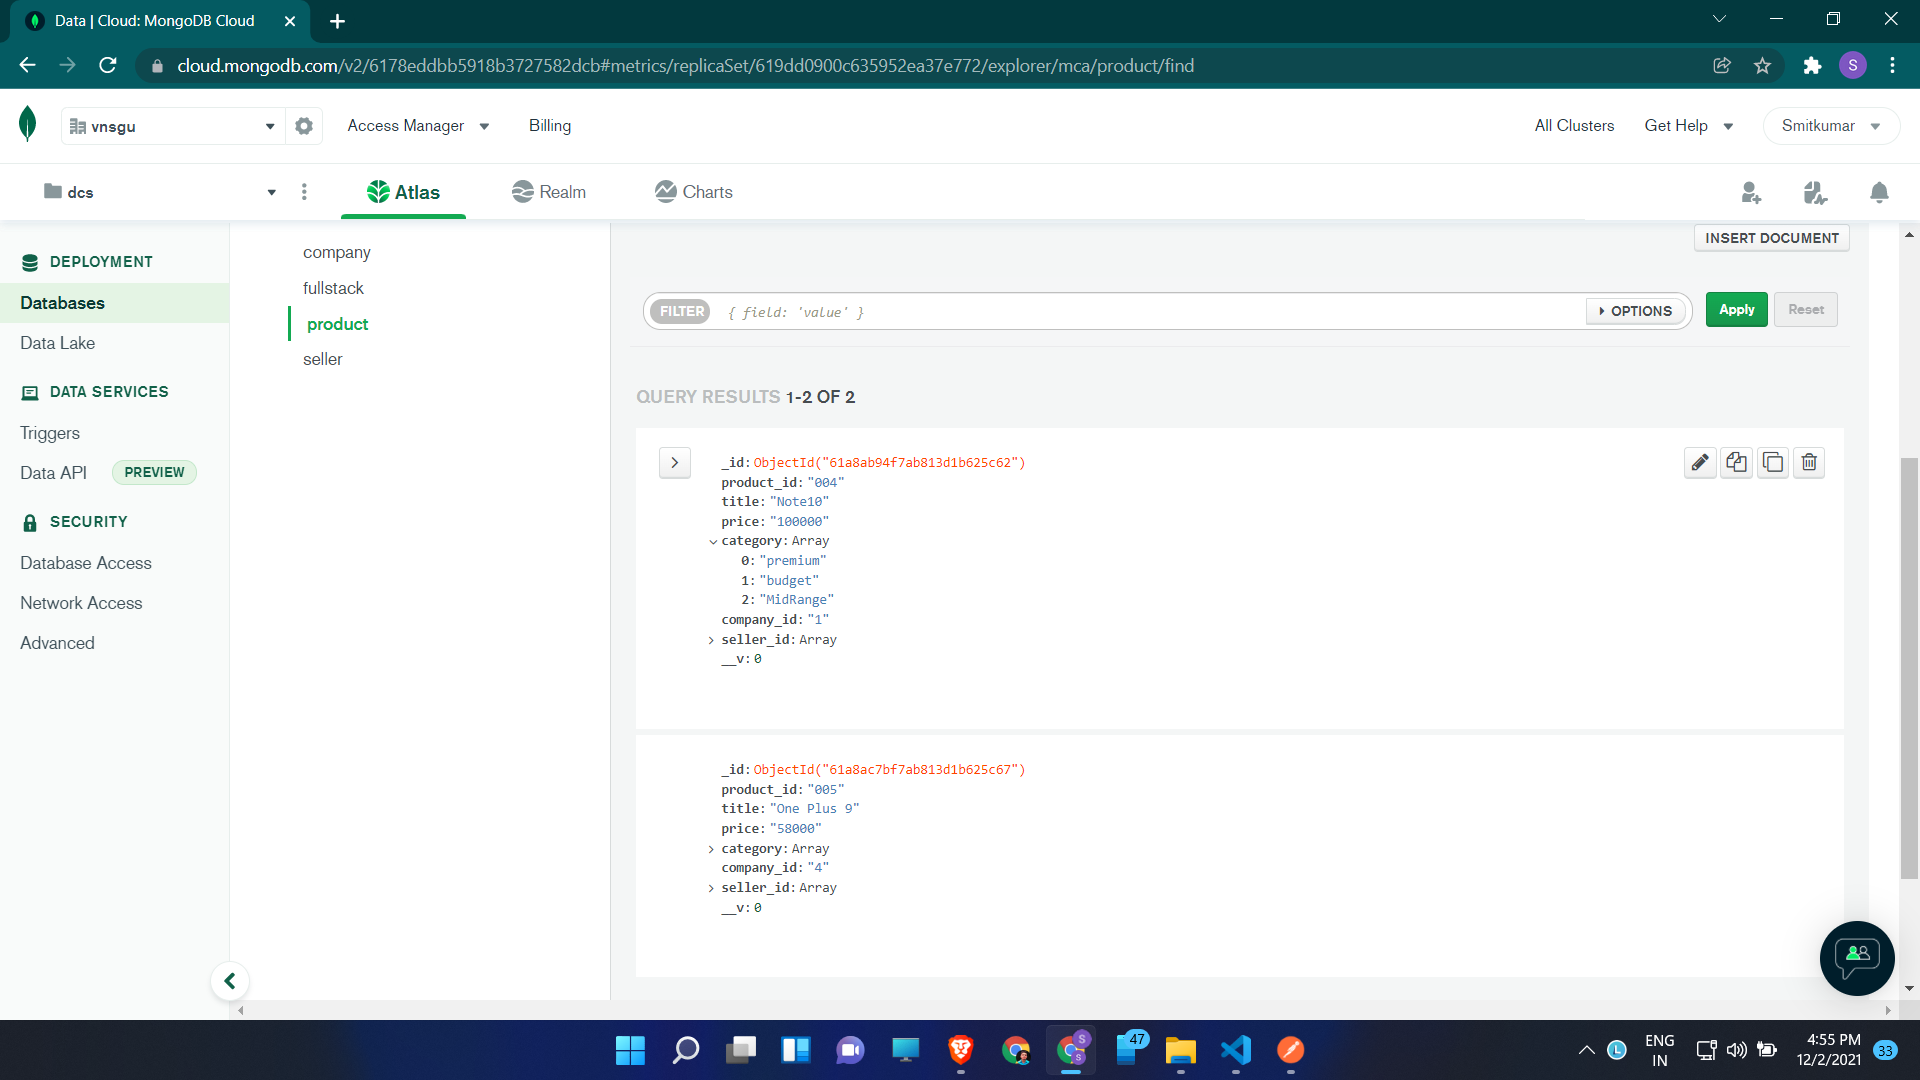 Data | Cloud: MongoDB Cloud
cloud.mongodb.com/v2/6178eddbb5918b3727582dcb#metrics/replicaSet/619dd0900c635952ea37e772/explorer/mca/product/find
S
vnsgu
Access Manager
Billing
All Clusters
Get Help
Smitkumar
dcs
Atlas
Realm
Charts
DEPLOYMENT
Databases
Data Lake
DATA SERVICES
Triggers
Data API
PREVIEW
SECURITY
Database Access
Network Access
Advanced
company
fullstack
product
seller
INSERT DOCUMENT
FILTER
{ field: 'value' }
OPTIONS
Apply
Reset
QUERY RESULTS 1-2 OF 2
_id: ObjectId("61a8ab94f7ab813d1b625c62")
product_id: "004"
title: "Note10"
price: "100000"
category: Array
0: "premium"
1: "budget"
2: "MidRange"
company_id: "1"
seller_id: Array
__v: 0
_id: ObjectId("61a8ac7bf7ab813d1b625c67")
product_id: "005"
title: "One Plus 9"
price: "58000"
category: Array
company_id: "4"
seller_id: Array
__v: 0
S
S
47
L
ENG
IN
4:55 PM
12/2/2021
33